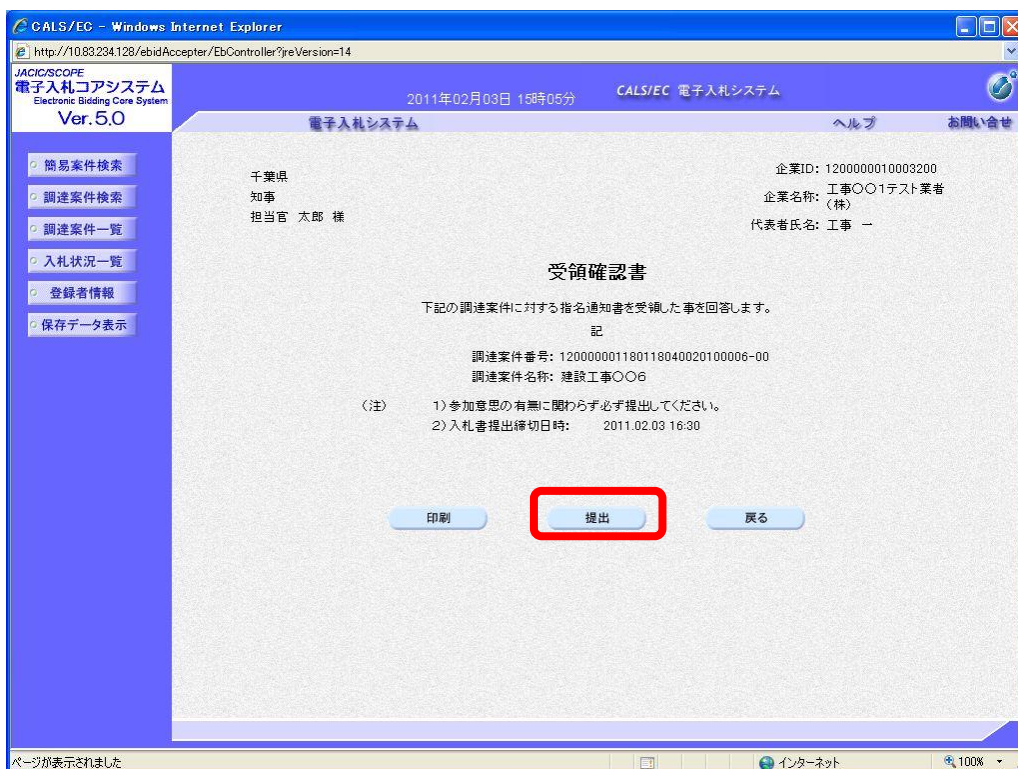 CALS/EC - Windows Internet Explorer
http://10.83.234.128/ebidAccepter/EbController?jreVersion=14
JACIC/SCOPE
電子入札コアシステム
Electronic Bidding Core System
Ver.5.0
2011年02月03日 15時05分
CALS/EC 電子入札システム
電子入札システム
ヘルプ
お問い合せ
簡易案件検索
調達案件検索
調達案件一覧
入札状況一覧
登録者情報
保存データ表示
千葉県
知事
担当官 太郎 様
企業ID: 1200000010003200
企業名称: 工事〇〇1テスト業者
(株)
代表者氏名: 工事 一
受領確認書
下記の調達案件に対する指名通知書を受領した事を回答します。
記
調達案件番号: 120000001180118040020100006-00
調達案件名称: 建設工事〇〇6
(注) 1)参加意思の有無に関わらず必ず提出してください。
2)入札書提出締切日時: 2011.02.03 16:30
印刷
提出
戻る
ページが表示されました
インターネット
100%